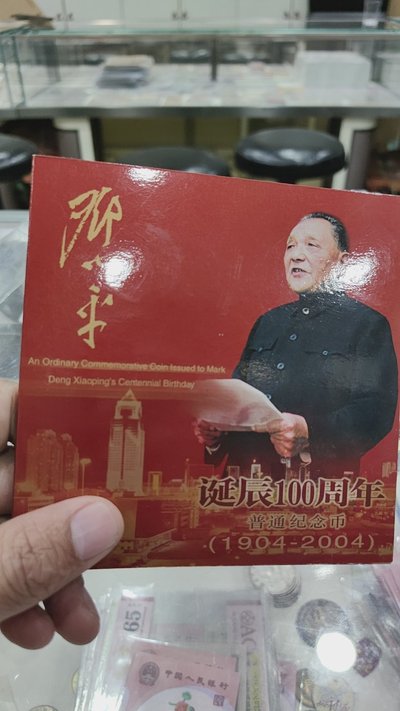 邓小平
An Ordinary Commemorative Coin Issued to Mark
Deng Xiaoping's Centennial Birthday
诞辰100周年
普通纪念币
(1904-2004)
65
中国人民银行